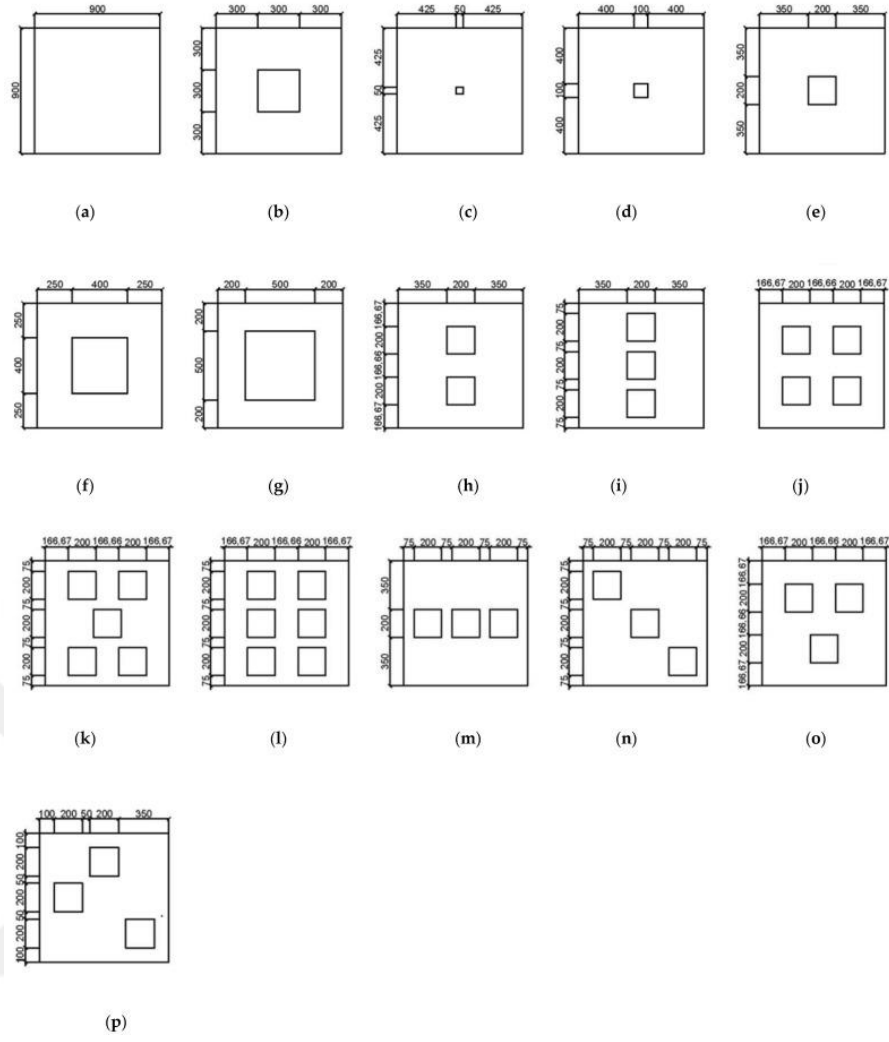 900
900
(a)
300 300 300
300 300 300
(b)
425 50 425
425 50 425
(c)
400 100 400
400 100 400
(d)
350 200 350
350 200 350
(e)
250 400 250
250 400 250
(f)
200 500 200
200 500 200
(g)
350 200 350
166,67 200 166,66 200 166,67
(h)
350 200 350
75 200 75 200 75 200 75
(i)
166,67 200 166,66 200 166,67
(j)
166,67 200 166,66 200 166,67
75 200 75 200 75 200 75
(k)
166,67 200 166,66 200 166,67
75 200 75 200 75 200 75
(l)
75 200 75 200 75 200 75
350 200 350
(m)
75 200 75 200 75 200 75
75 200 75 200 75 200 75
(n)
166,67 200 166,66 200 166,67
166,67 200 166,66 200 166,67
(o)
100 200 50 200 350
100 200 50 200 50 200 100
(p)